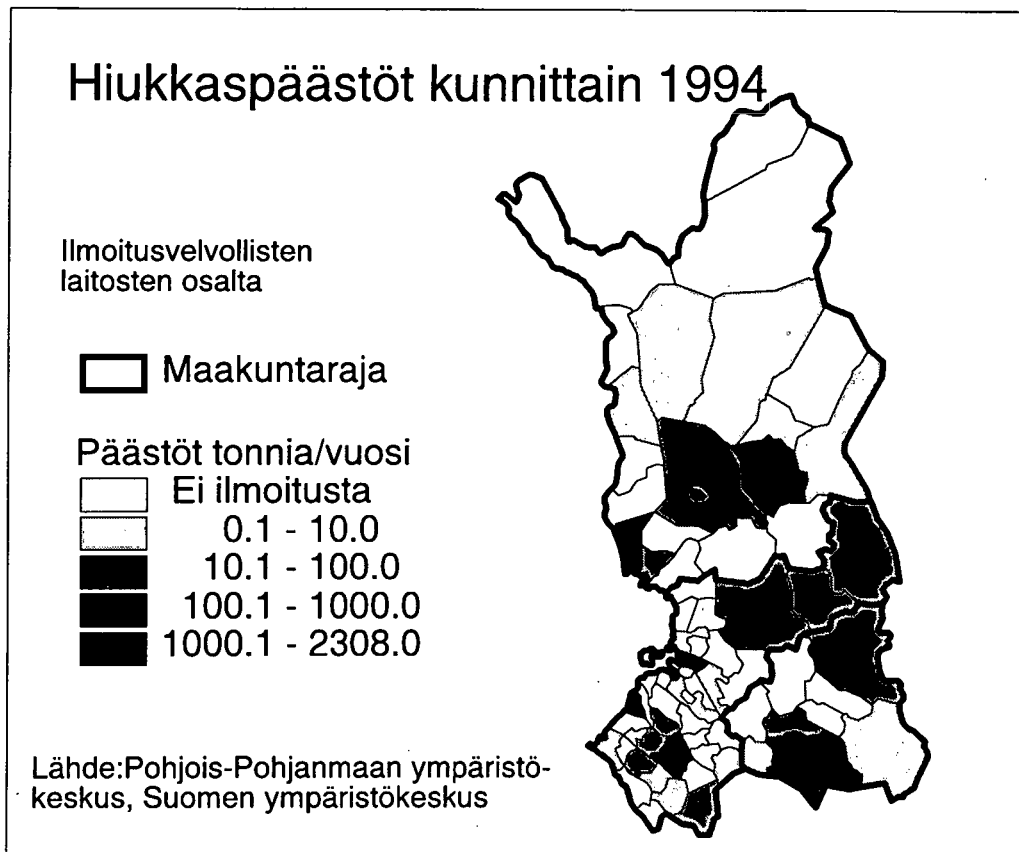 Hiukkaspäästöt kunnittain 1994
Ilmoitusvelvollisten
laitosten osalta
Maakuntaraja
Päästöt tonnia/vuosi
Ei ilmoitusta
0.1 - 10.0
10.1 - 100.0
100.1 - 1000.0
1000.1 - 2308.0
Lähde:Pohjois-Pohjanmaan ympäristö-
keskus, Suomen ympäristökeskus